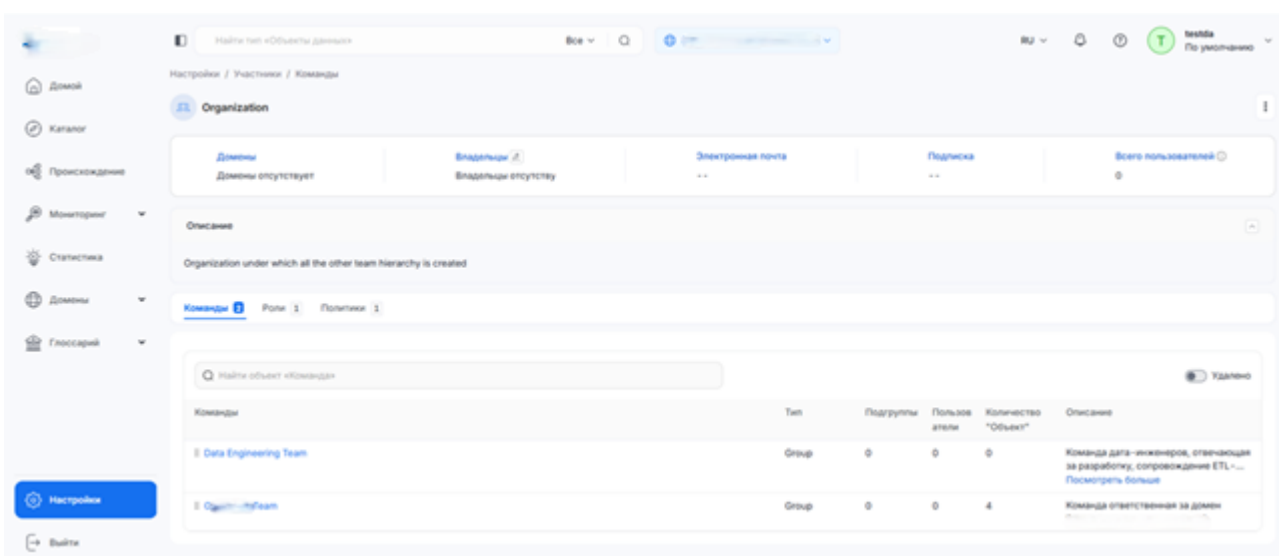 Найти тип «Объекты данных»
Все
RU
T
testda
По умолчанию
Настройки / Участники / Команды
Домой
Organization
Каталог
Домены
Владельцы
Электронная почта
Подписка
Всего пользователей
Домены отсутствует
Владельцы отсутству
--
--
0
Происхождение
Мониторинг
Описание
Статистика
Organization under which all the other team hierarchy is created
Домены
Команды 2
Роли 1
Политики 1
Глоссарий
Найти объект «Команда»
Удалено
Команды
Тип
Подгруппы
Пользов
атели
Количество
"Объект"
Описание
Data Engineering Team
Group
0
0
0
Команда дата-инженеров, отвечающая
за разработку, сопровождение ETL-...
Посмотреть больше
Настройки
Team
Group
0
0
4
Команда ответственная за домен
Выйти